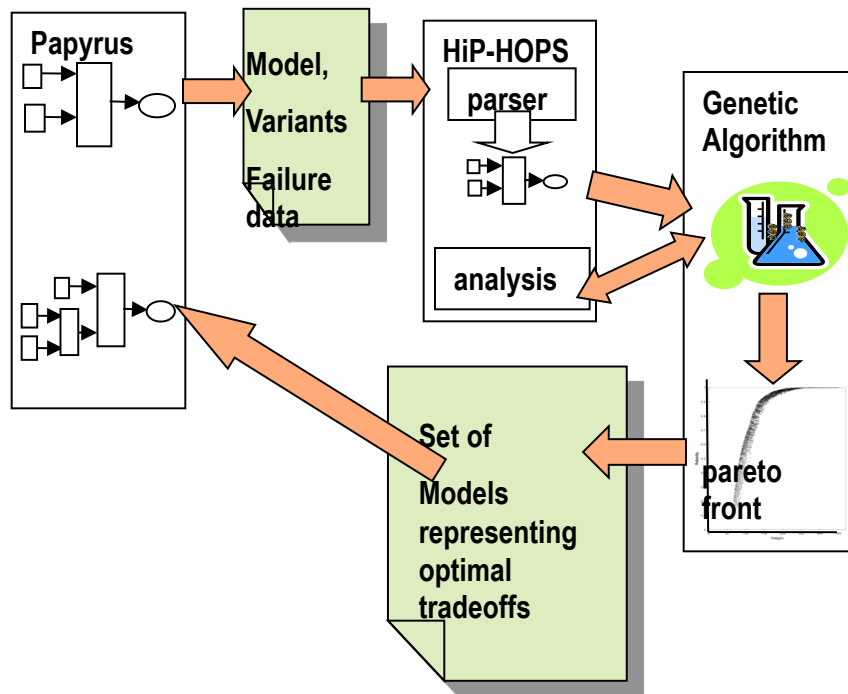 Papyrus
Model,
Variants
Failure
data
HiP-HOPS
parser
analysis
Genetic
Algorithm
pareto
front
Set of
Models
representing
optimal
tradeoffs